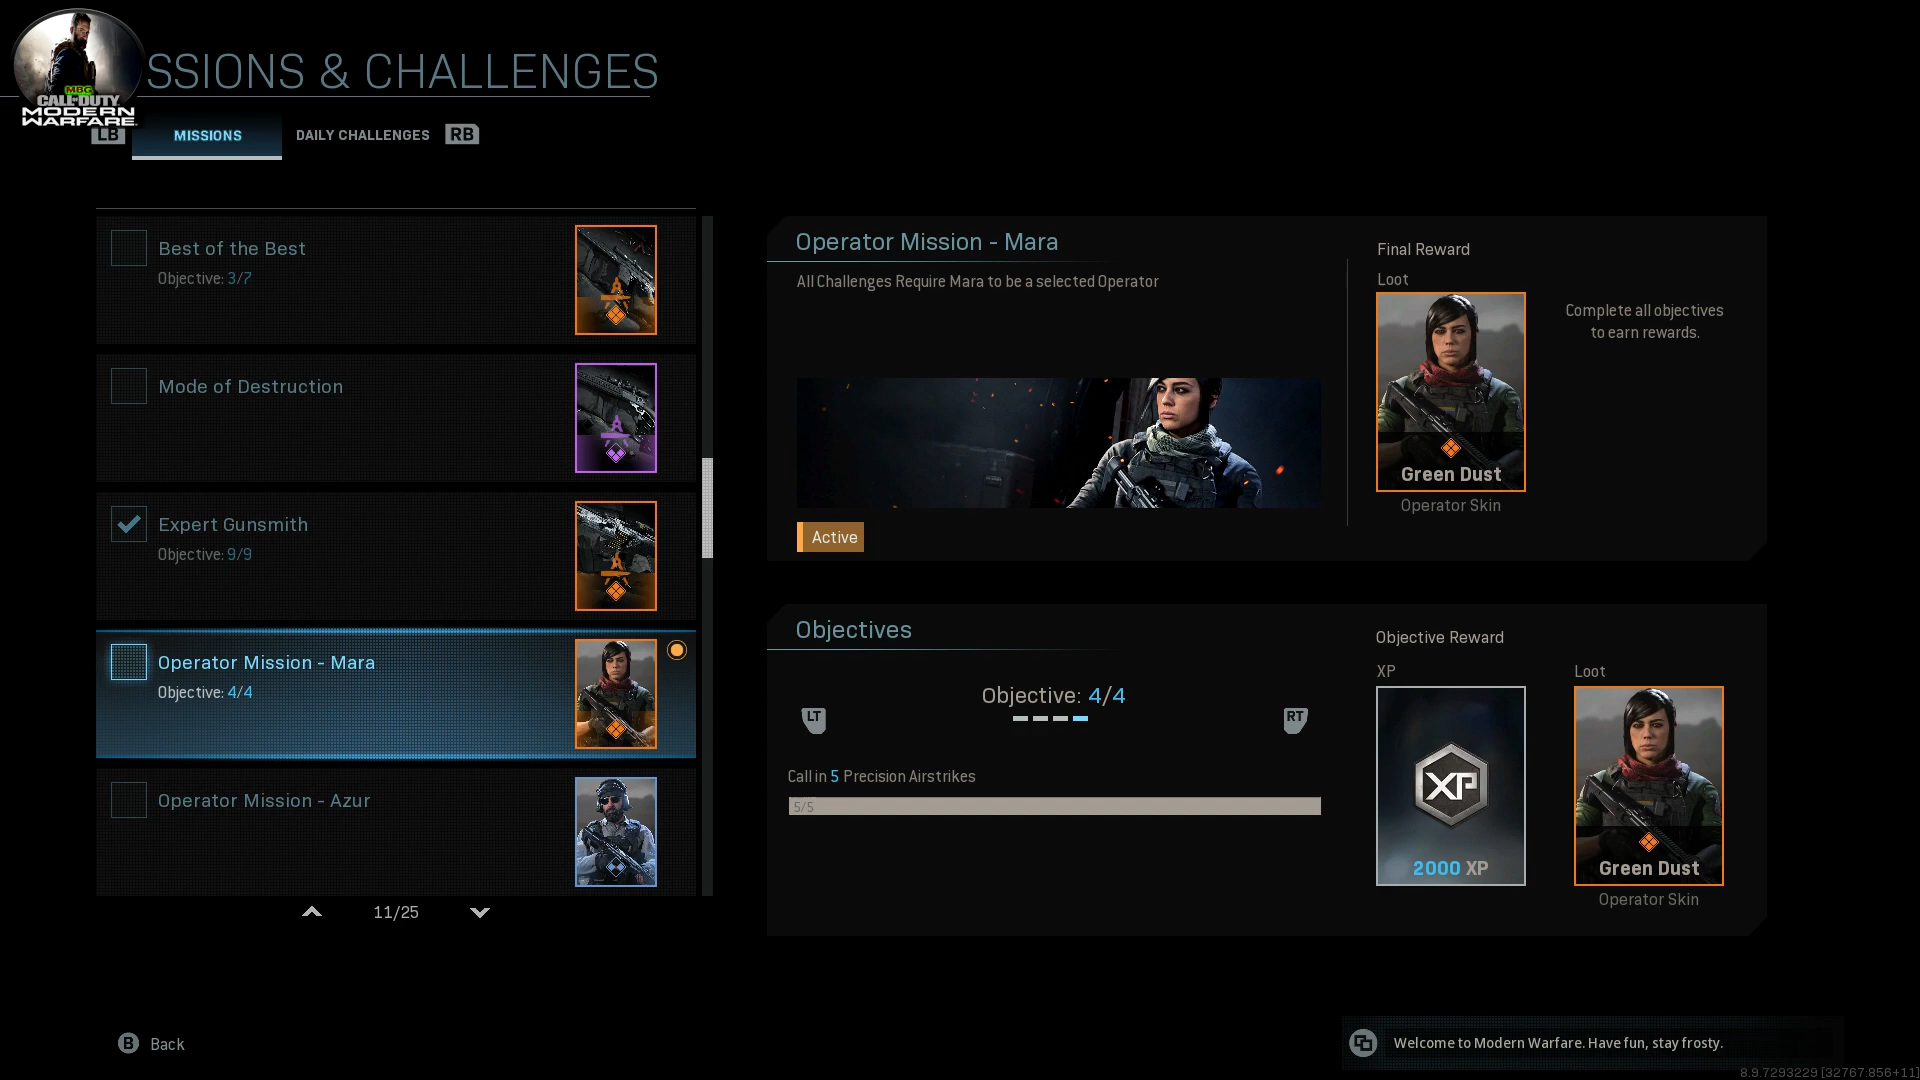 SSIONS & CHALLENGES
MBG
CALL OF DUTY
MODERN
WARFARE
LB
MISSIONS
DAILY CHALLENGES
RB
Best of the Best
Objective: 3/7
Mode of Destruction
Expert Gunsmith
Objective: 9/9
Operator Mission - Mara
Objective: 4/4
Operator Mission - Azur
11/25
B Back
Operator Mission - Mara
All Challenges Require Mara to be a selected Operator
Active
Final Reward
Loot
Green Dust
Operator Skin
Complete all objectives
to earn rewards.
Objectives
Objective: 4/4
LT
RT
Call in 5 Precision Airstrikes
5/5
Objective Reward
XP
XP
2000 XP
Loot
Green Dust
Operator Skin
Welcome to Modern Warfare. Have fun, stay frosty.
8.9.7293229 [32767:856+11]